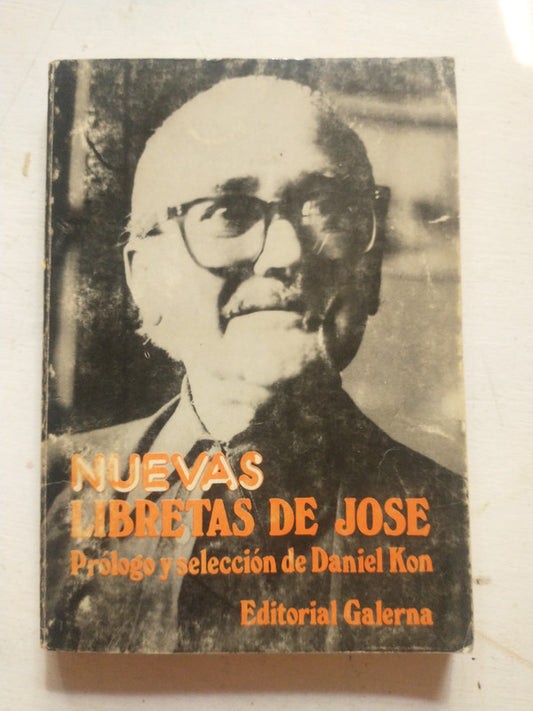 NUEVAS
LIBRETAS DE JOSE
Prólogo y selección de Daniel Kon
Editorial Galerna